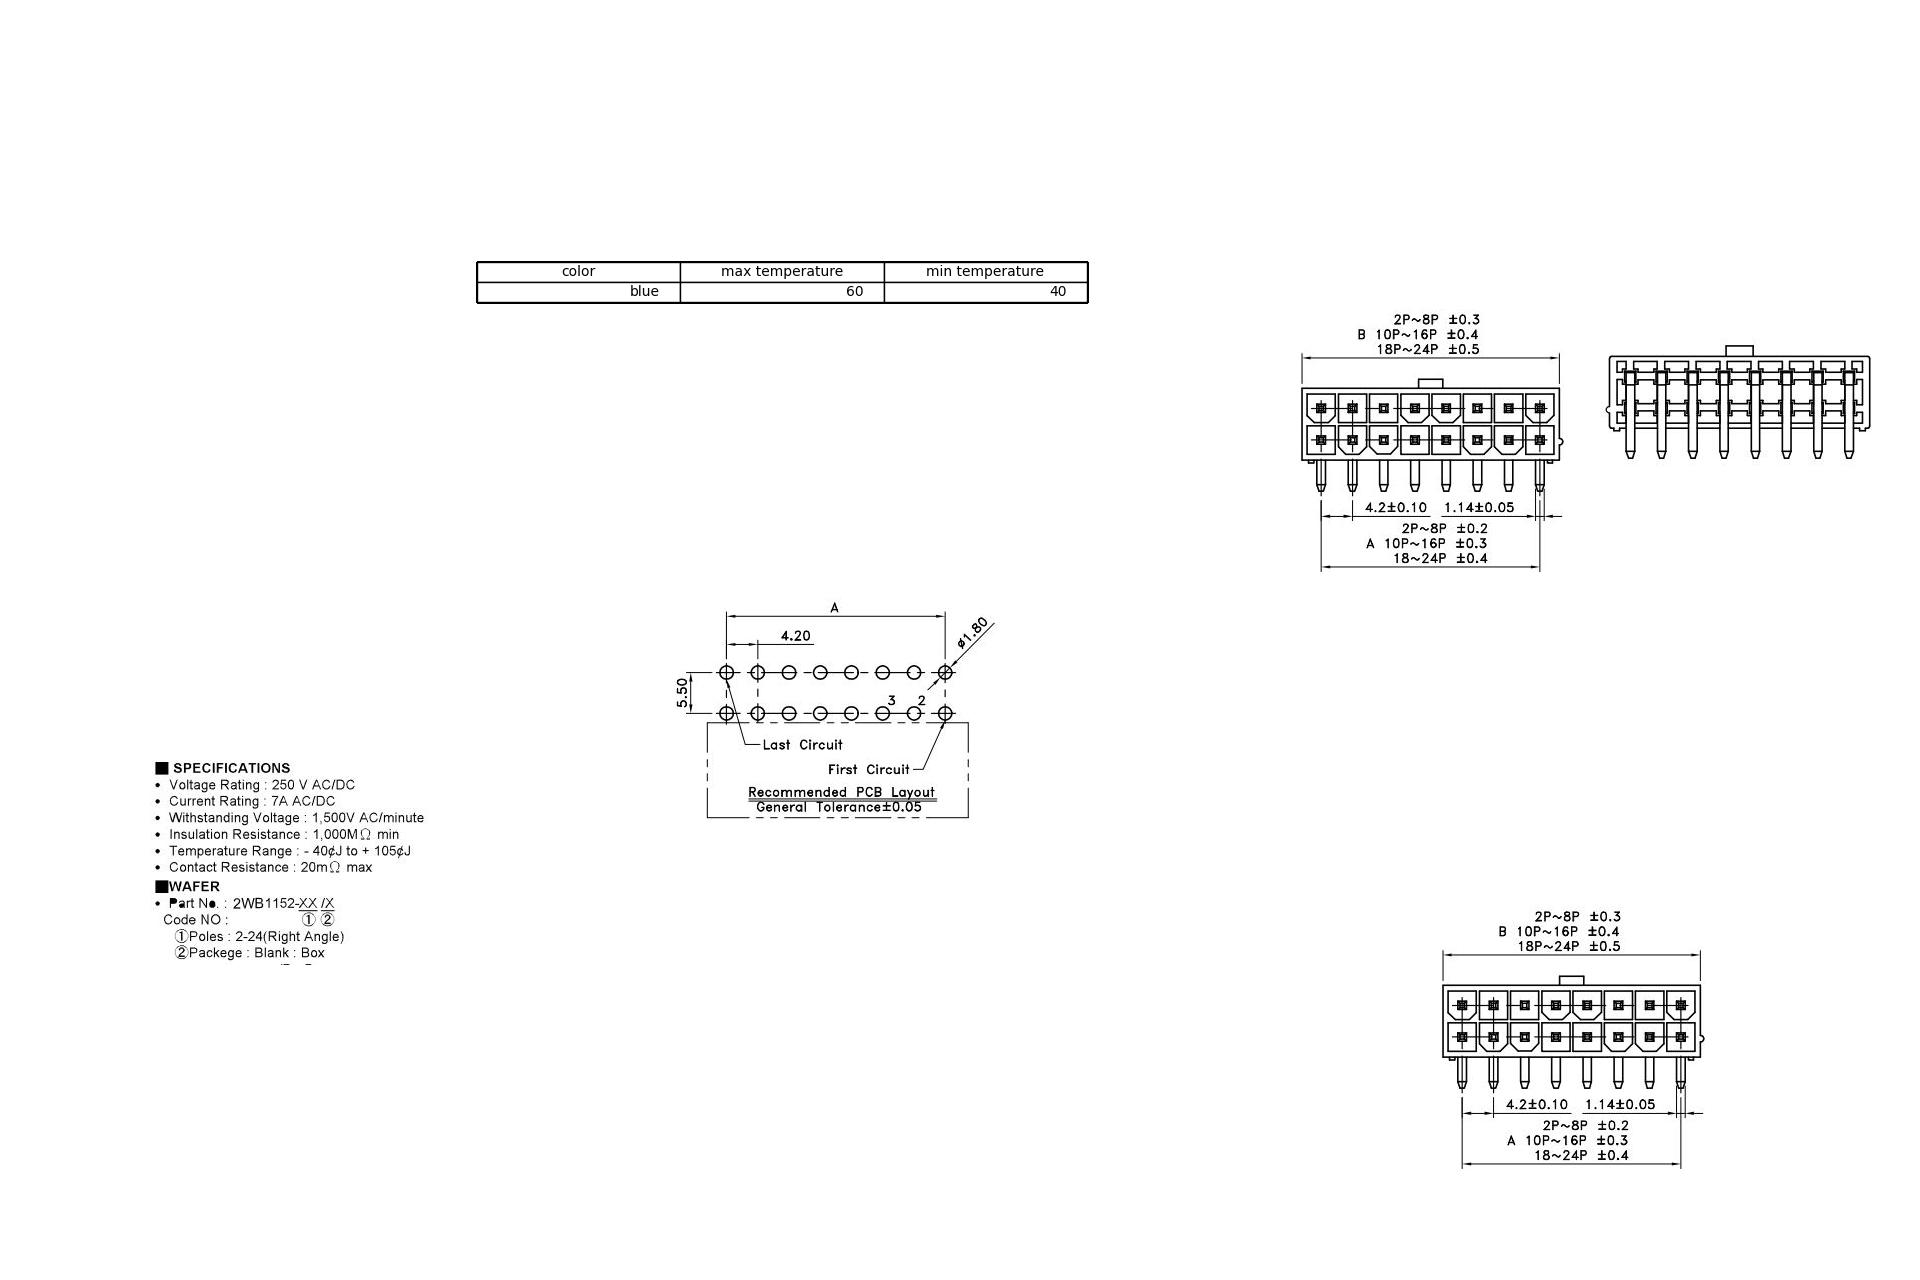 color max temperature min temperature
blue 60 40
2P~8P ±0.3
B 10P~16P ±0.4
18P~24P ±0.5
4.2±0.10 1.14±0.05
2P~8P ±0.2
A 10P~16P ±0.3
18~24P ±0.4
A
4.20
ø1.80
5.50
3 2
Last Circuit
First Circuit
Recommended PCB Layout
General Tolerance±0.05
■ SPECIFICATIONS
• Voltage Rating : 250 V AC/DC
• Current Rating : 7A AC/DC
• Withstanding Voltage : 1,500V AC/minute
• Insulation Resistance : 1,000MΩ min
• Temperature Range : - 40¢J to + 105¢J
• Contact Resistance : 20mΩ max
■WAFER
• Part No. : 2WB1152-XX /X
Code NO : ① ②
①Poles : 2-24(Right Angle)
②Packege : Blank : Box
2P~8P ±0.3
B 10P~16P ±0.4
18P~24P ±0.5
4.2±0.10 1.14±0.05
2P~8P ±0.2
A 10P~16P ±0.3
18~24P ±0.4